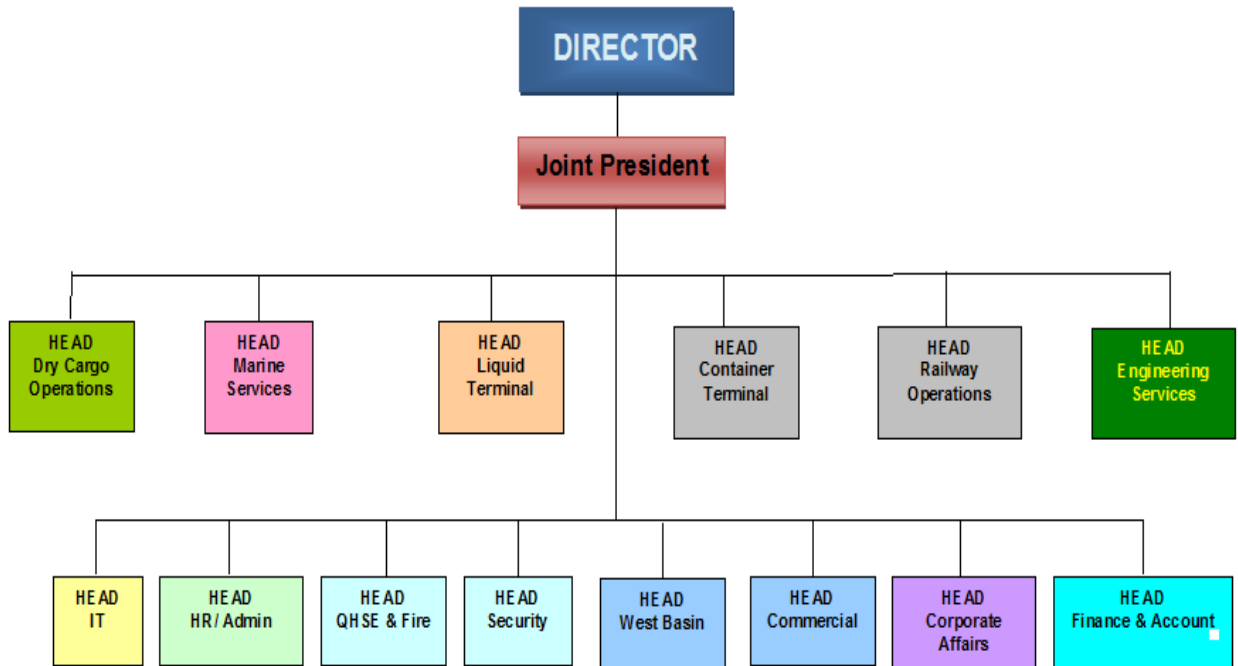 DIRECTOR
Joint President
HEAD
Dry Cargo
Operations
HEAD
Marine
Services
HEAD
Liquid
Terminal
HEAD
Container
Terminal
HEAD
Railway
Operations
HEAD
Engineering
Services
HEAD
IT
HEAD
HR/ Admin
HEAD
QHSE & Fire
HEAD
Security
HEAD
West Basin
HEAD
Commercial
HEAD
Corporate
Affairs
HEAD
Finance & Account